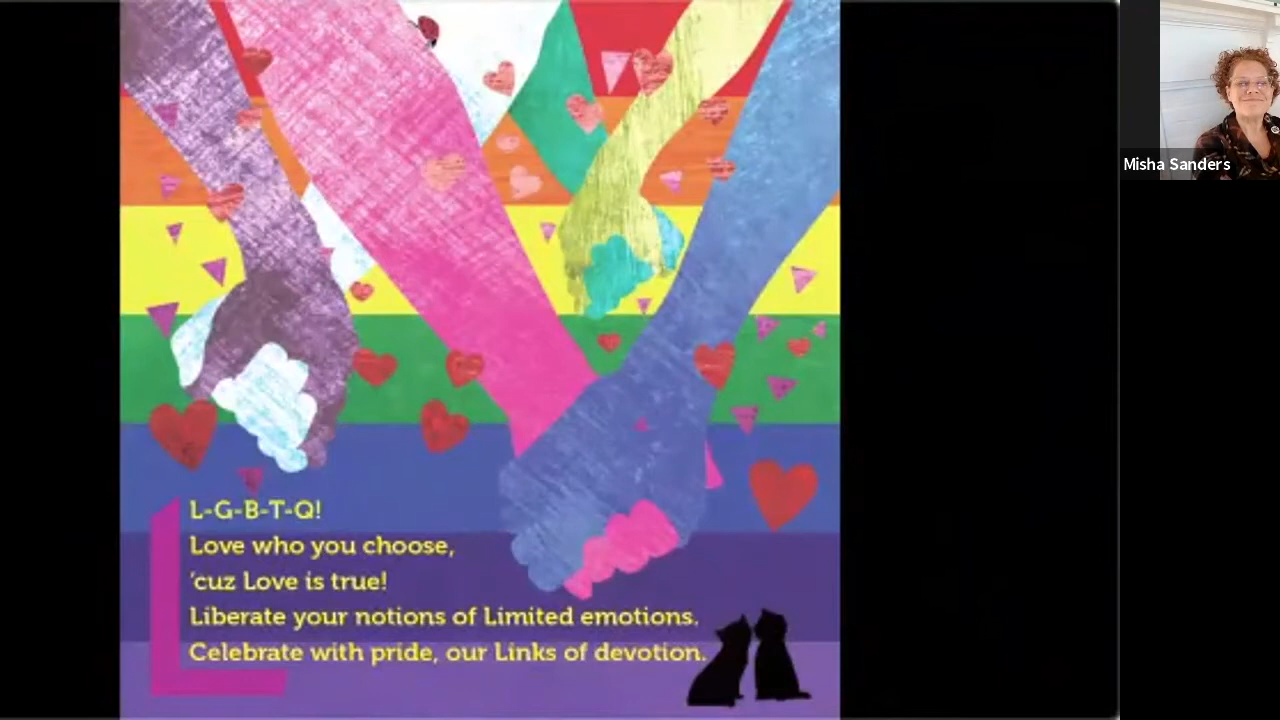 L-G-B-T-Q!
Love who you choose,
’cuz Love is true!
Liberate your notions of Limited emotions.
Celebrate with pride, our Links of devotion.
L
Misha Sanders